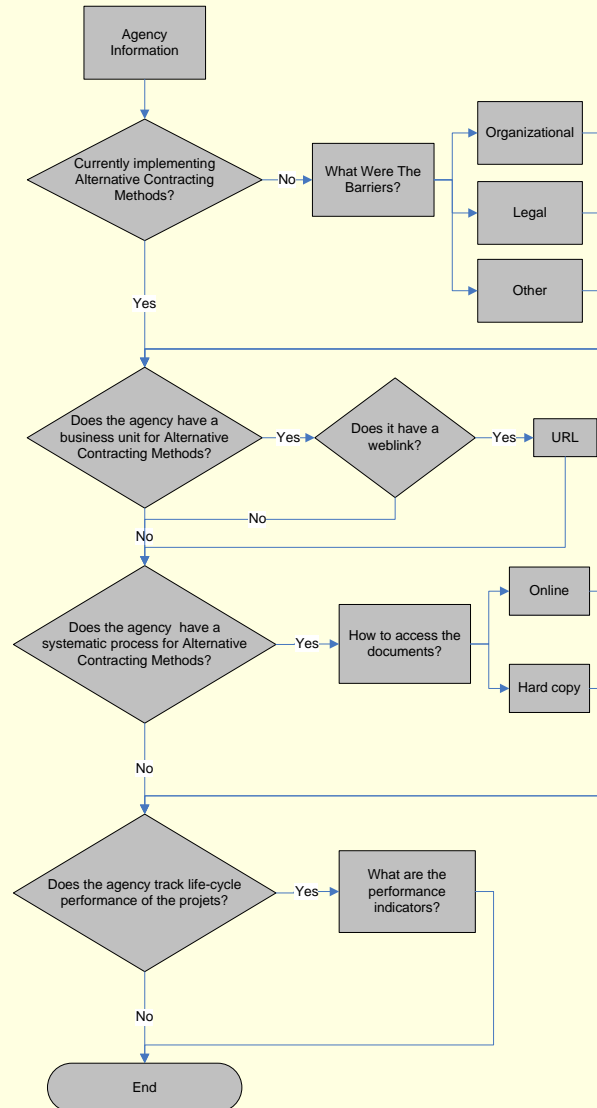 Agency
Information
Currently implementing
Alternative Contracting
Methods?
No
What Were The
Barriers?
Organizational
Legal
Other
Yes
Does the agency have a
business unit for Alternative
Contracting Methods?
Yes
Does it have a
weblink?
Yes
URL
No
No
Does the agency have a
systematic process for Alternative
Contracting Methods?
Yes
How to access the
documents?
Online
Hard copy
No
Does the agency track life-cycle
performance of the projets?
Yes
What are the
performance
indicators?
No
End